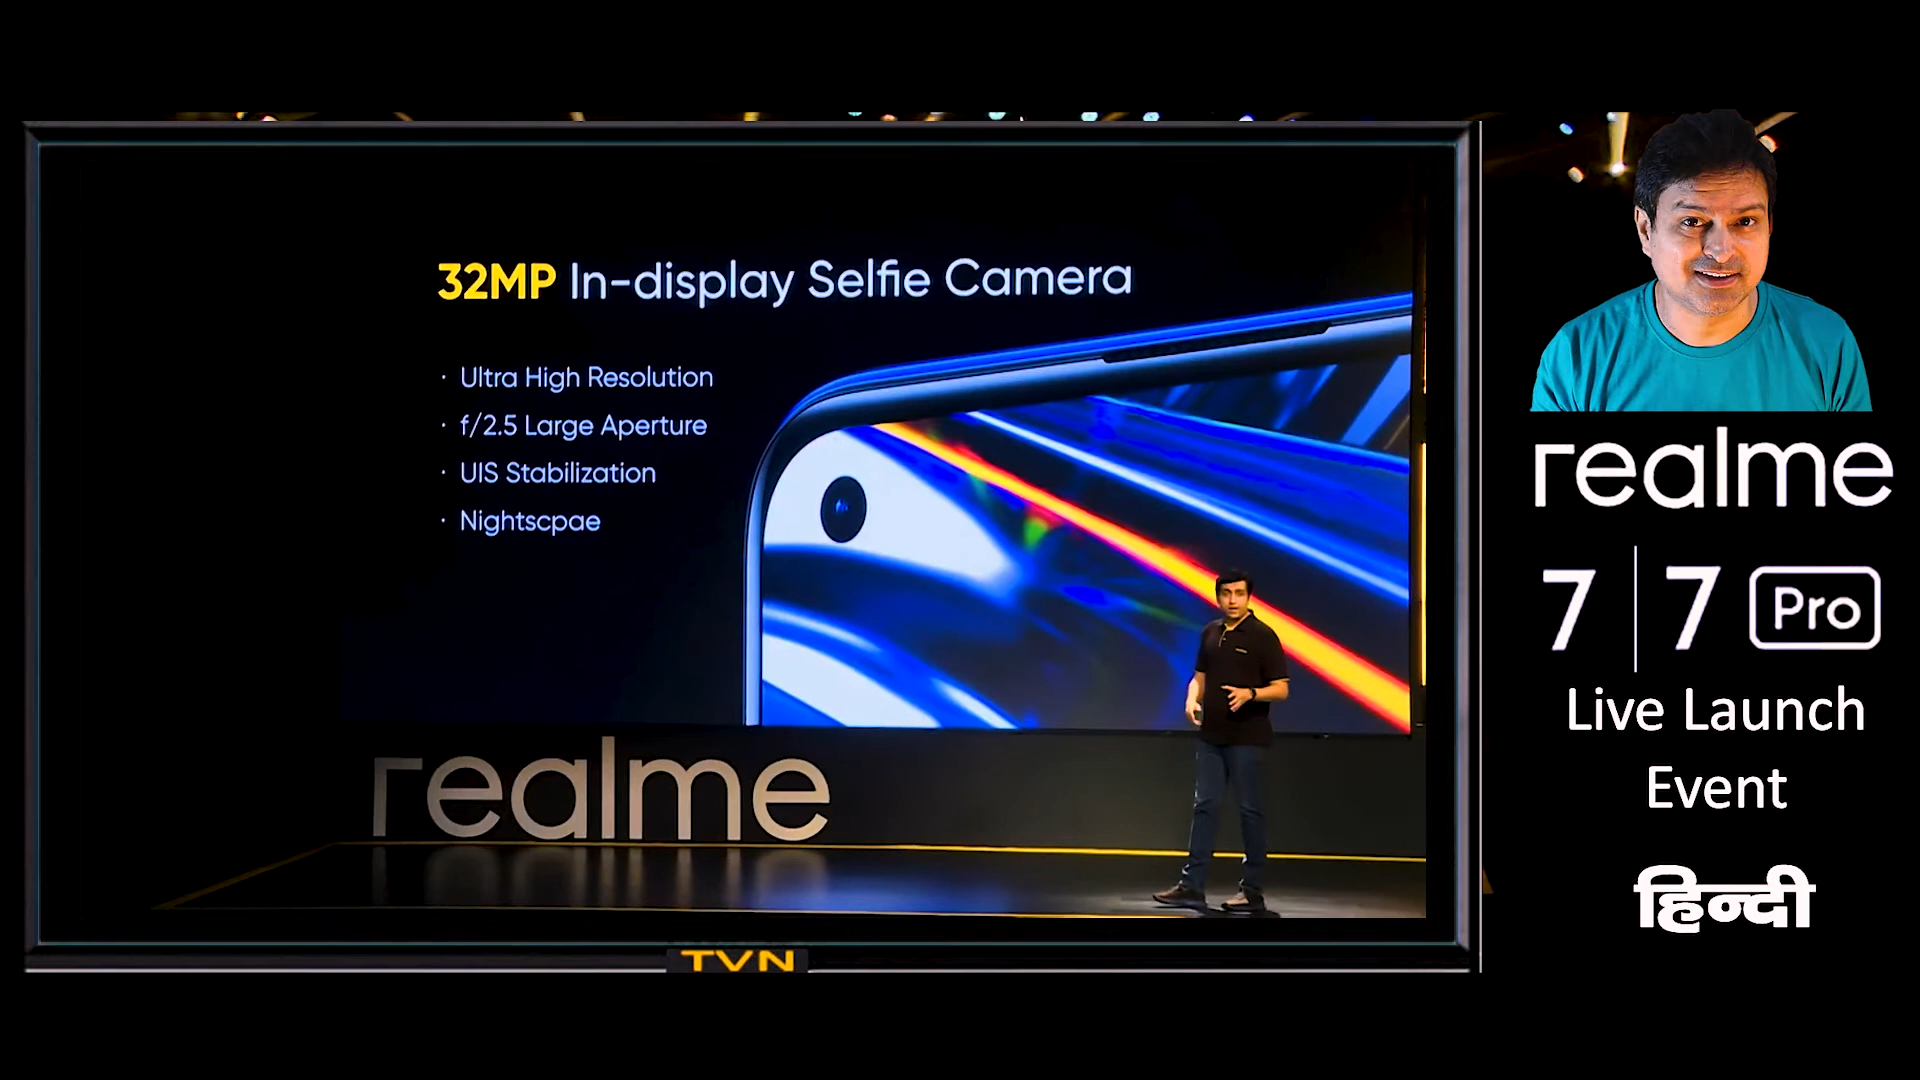 32MP In-display Selfie Camera
· Ultra High Resolution
· f/2.5 Large Aperture
· UIS Stabilization
· Nightscpae
realme
TVN
realme
7 | 7 Pro
Live Launch
Event
हिन्दी